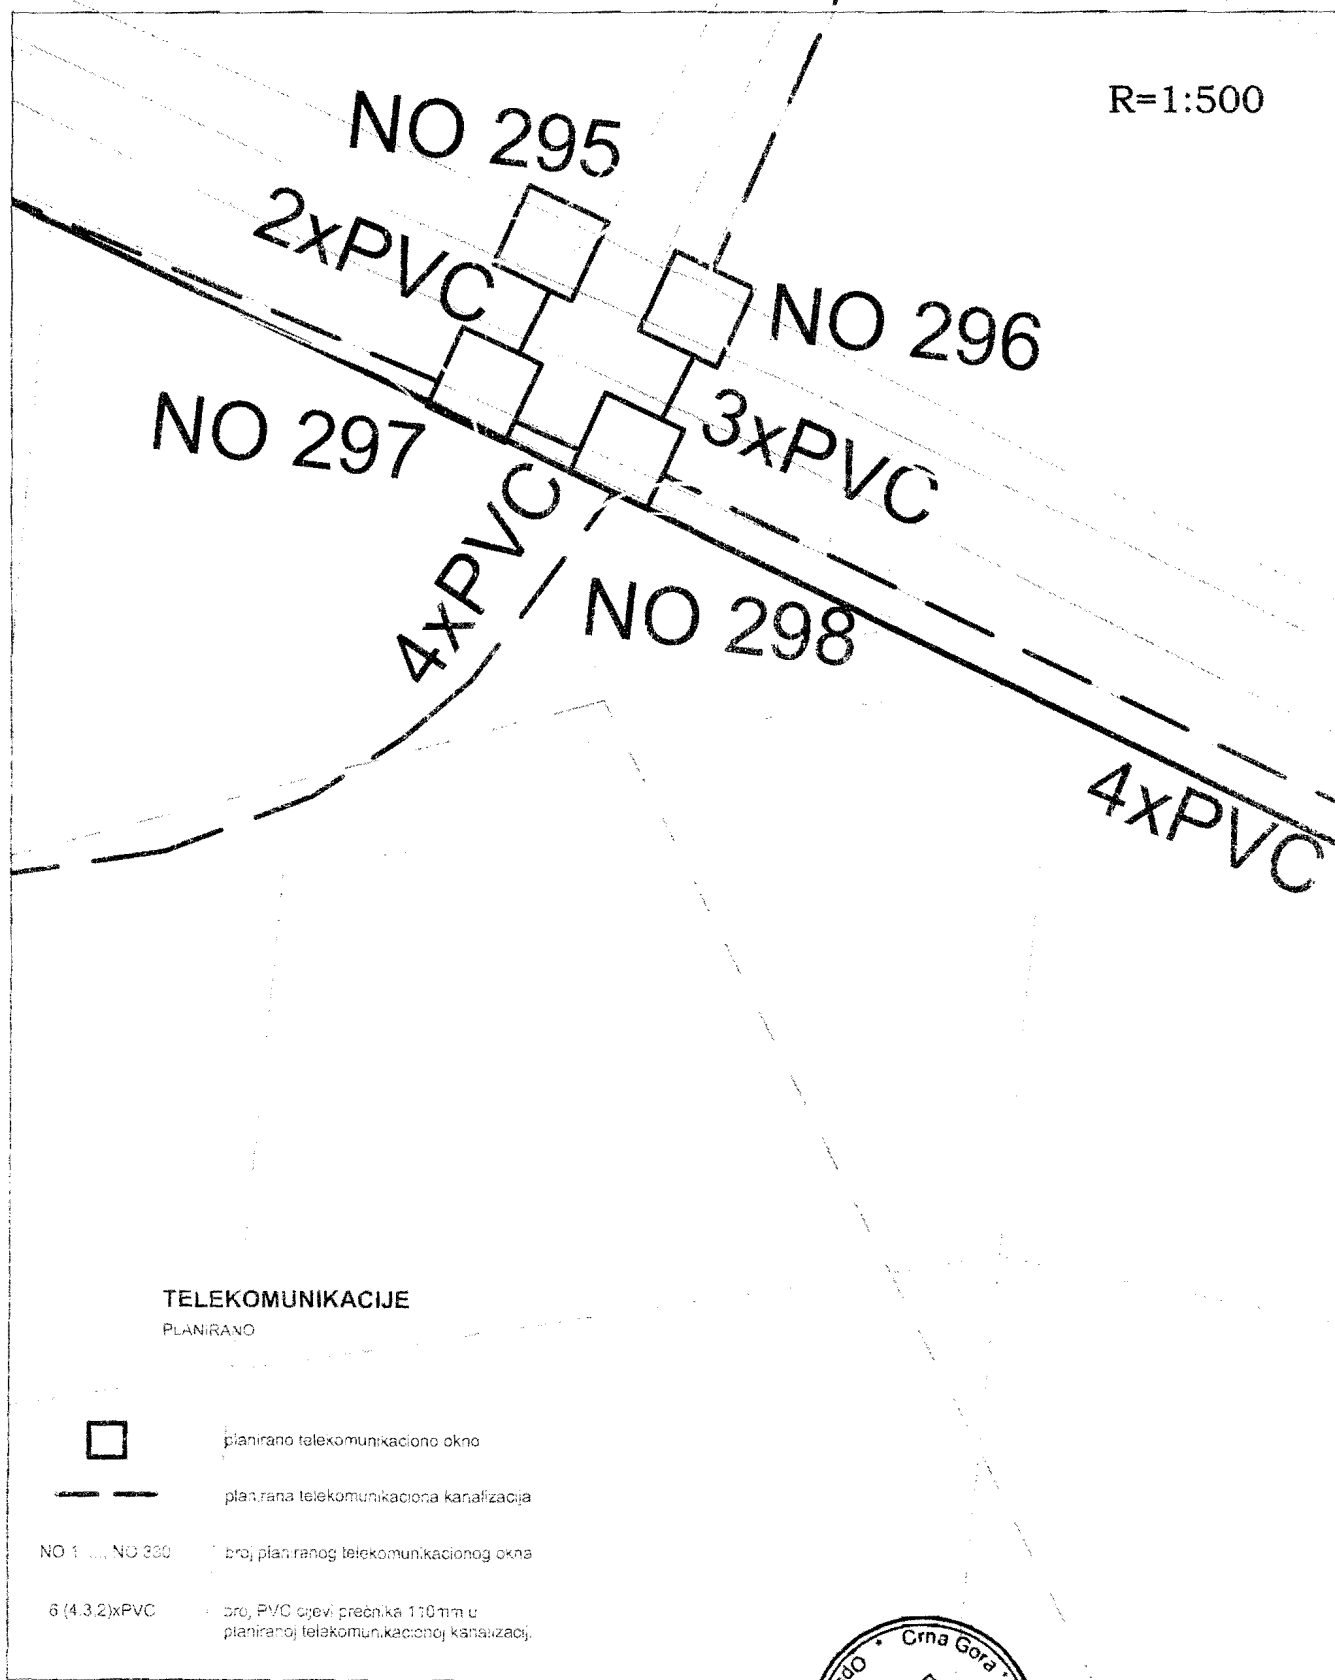 R=1:500
NO 295
2xPVC
NO 296
NO 297
3xPVC
4xPVC
NO 298
4xPVC
TELEKOMUNIKACIJE
PLANIRANO
planirano telekomunikaciono okno
planirana telekomunikaciona kanalizacija
NO 1 .... NO 330 broj planiranog telekomunikacionog okna
6 (4,3,2)xPVC broj PVC cijevi prečnika 110mm u
planiranoj telekomunikacionoj kanalizaciji
* Crna Gora *